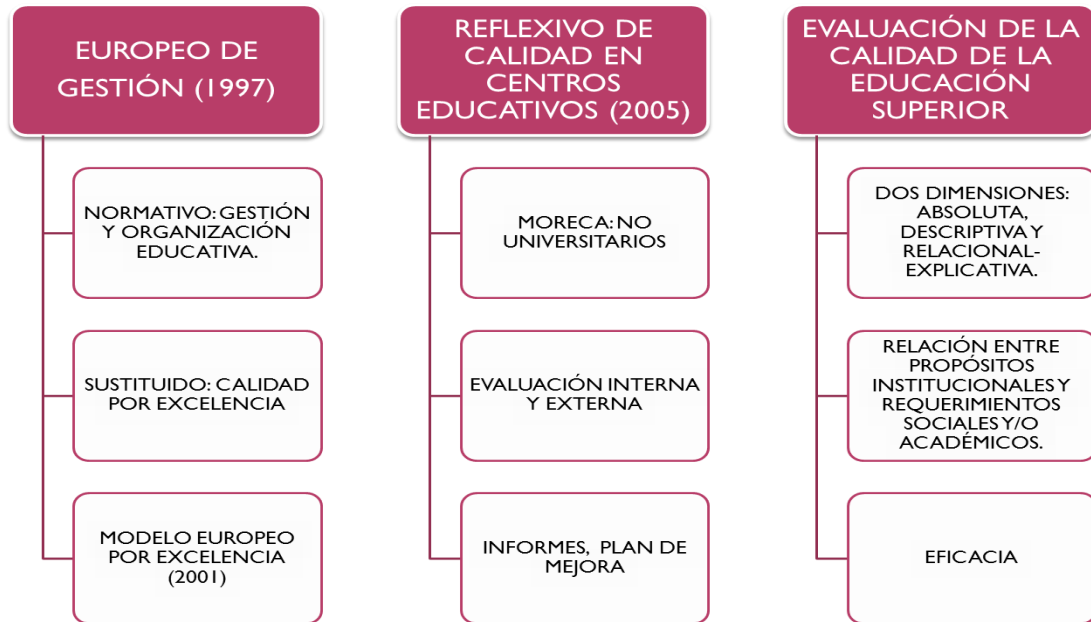 EUROPEO DE
GESTIÓN (1997)
NORMATIVO: GESTIÓN
Y ORGANIZACIÓN
EDUCATIVA.
SUSTITUIDO: CALIDAD
POR EXCELENCIA
MODELO EUROPEO
POR EXCELENCIA
(2001)
REFLEXIVO DE
CALIDAD EN
CENTROS
EDUCATIVOS (2005)
MORECA: NO
UNIVERSITARIOS
EVALUACIÓN INTERNA
Y EXTERNA
INFORMES, PLAN DE
MEJORA
EVALUACIÓN DE LA
CALIDAD DE LA
EDUCACIÓN
SUPERIOR
DOS DIMENSIONES:
ABSOLUTA,
DESCRIPTIVA Y
RELACIONAL-
EXPLICATIVA.
RELACIÓN ENTRE
PROPÓSITOS
INSTITUCIONALES Y
REQUERIMIENTOS
SOCIALES Y/O
ACADÉMICOS.
EFICACIA